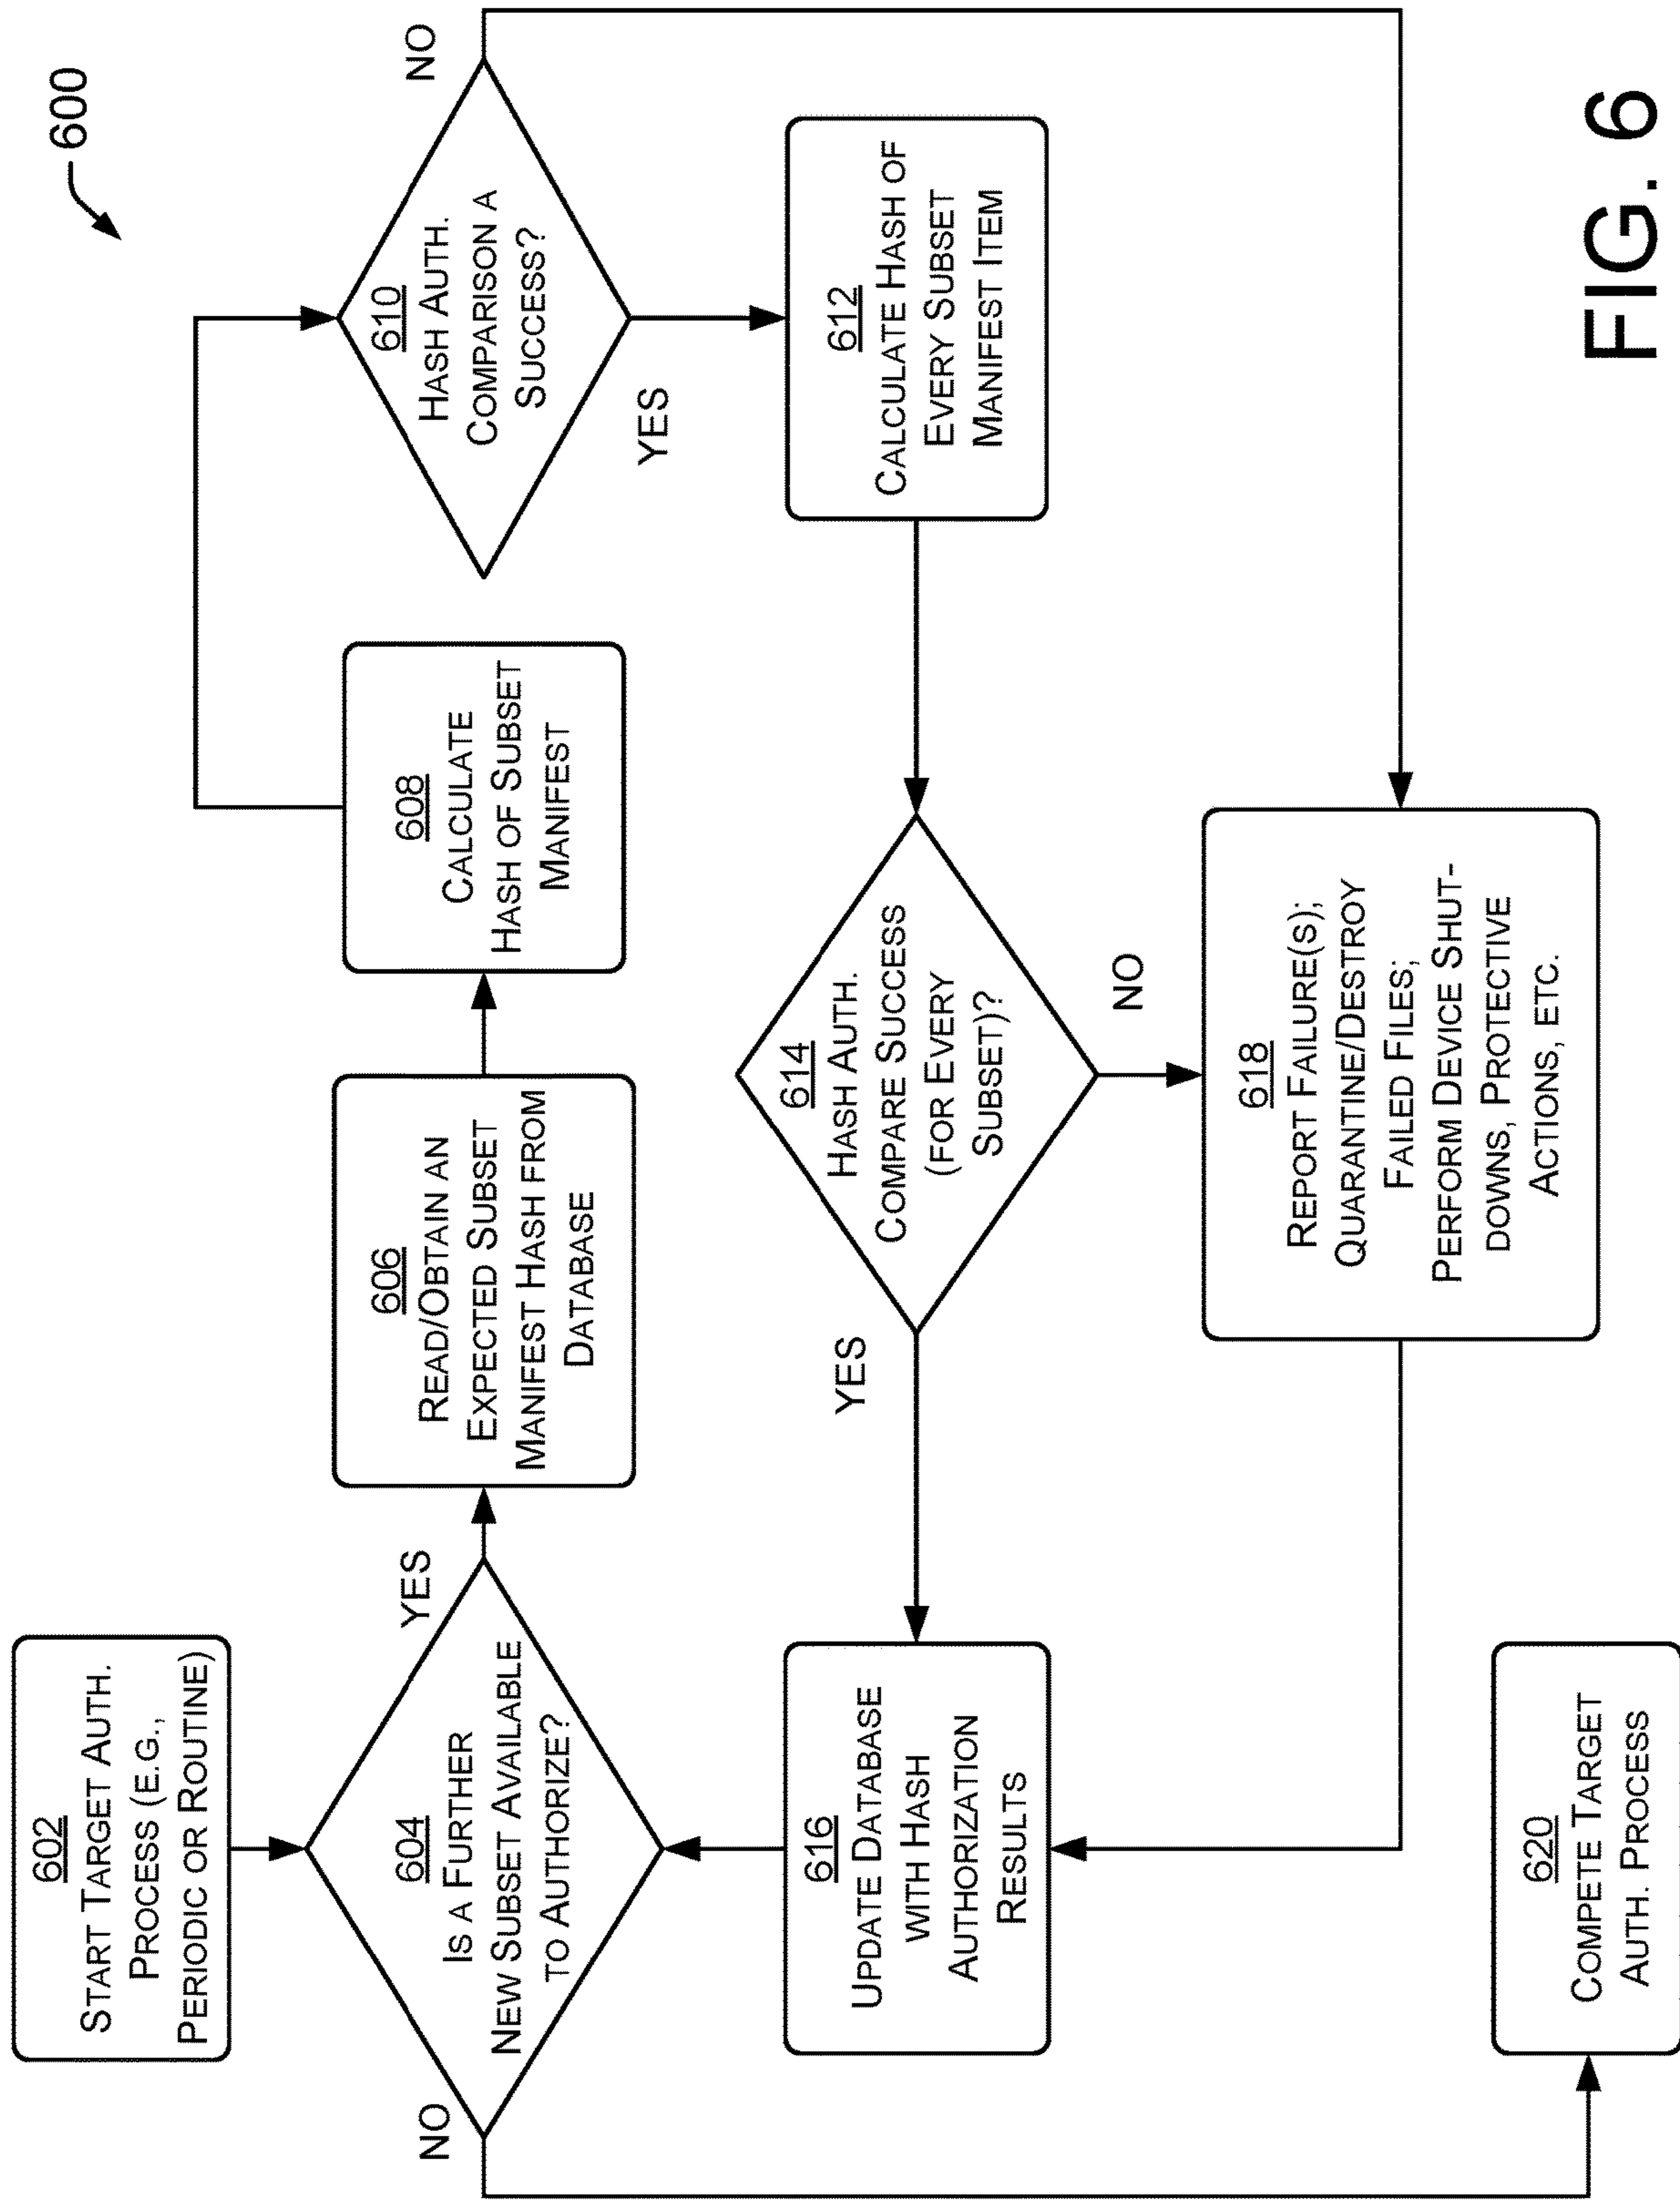 600
602
START TARGET AUTH.
PROCESS (E.G.,
PERIODIC OR ROUTINE)
604
IS A FURTHER
NEW SUBSET AVAILABLE
TO AUTHORIZE?
YES
NO
606
READ/OBTAIN AN
EXPECTED SUBSET
MANIFEST HASH FROM
DATABASE
608
CALCULATE
HASH OF SUBSET
MANIFEST
610
HASH AUTH.
COMPARISON A
SUCCESS?
NO
YES
612
CALCULATE HASH OF
EVERY SUBSET
MANIFEST ITEM
614
HASH AUTH.
COMPARE SUCCESS
(FOR EVERY
SUBSET)?
YES
NO
616
UPDATE DATABASE
WITH HASH
AUTHORIZATION
RESULTS
618
REPORT FAILURE(S);
QUARANTINE/DESTROY
FAILED FILES;
PERFORM DEVICE SHUT-
DOWNS, PROTECTIVE
ACTIONS, ETC.
620
COMPETE TARGET
AUTH. PROCESS
FIG. 6